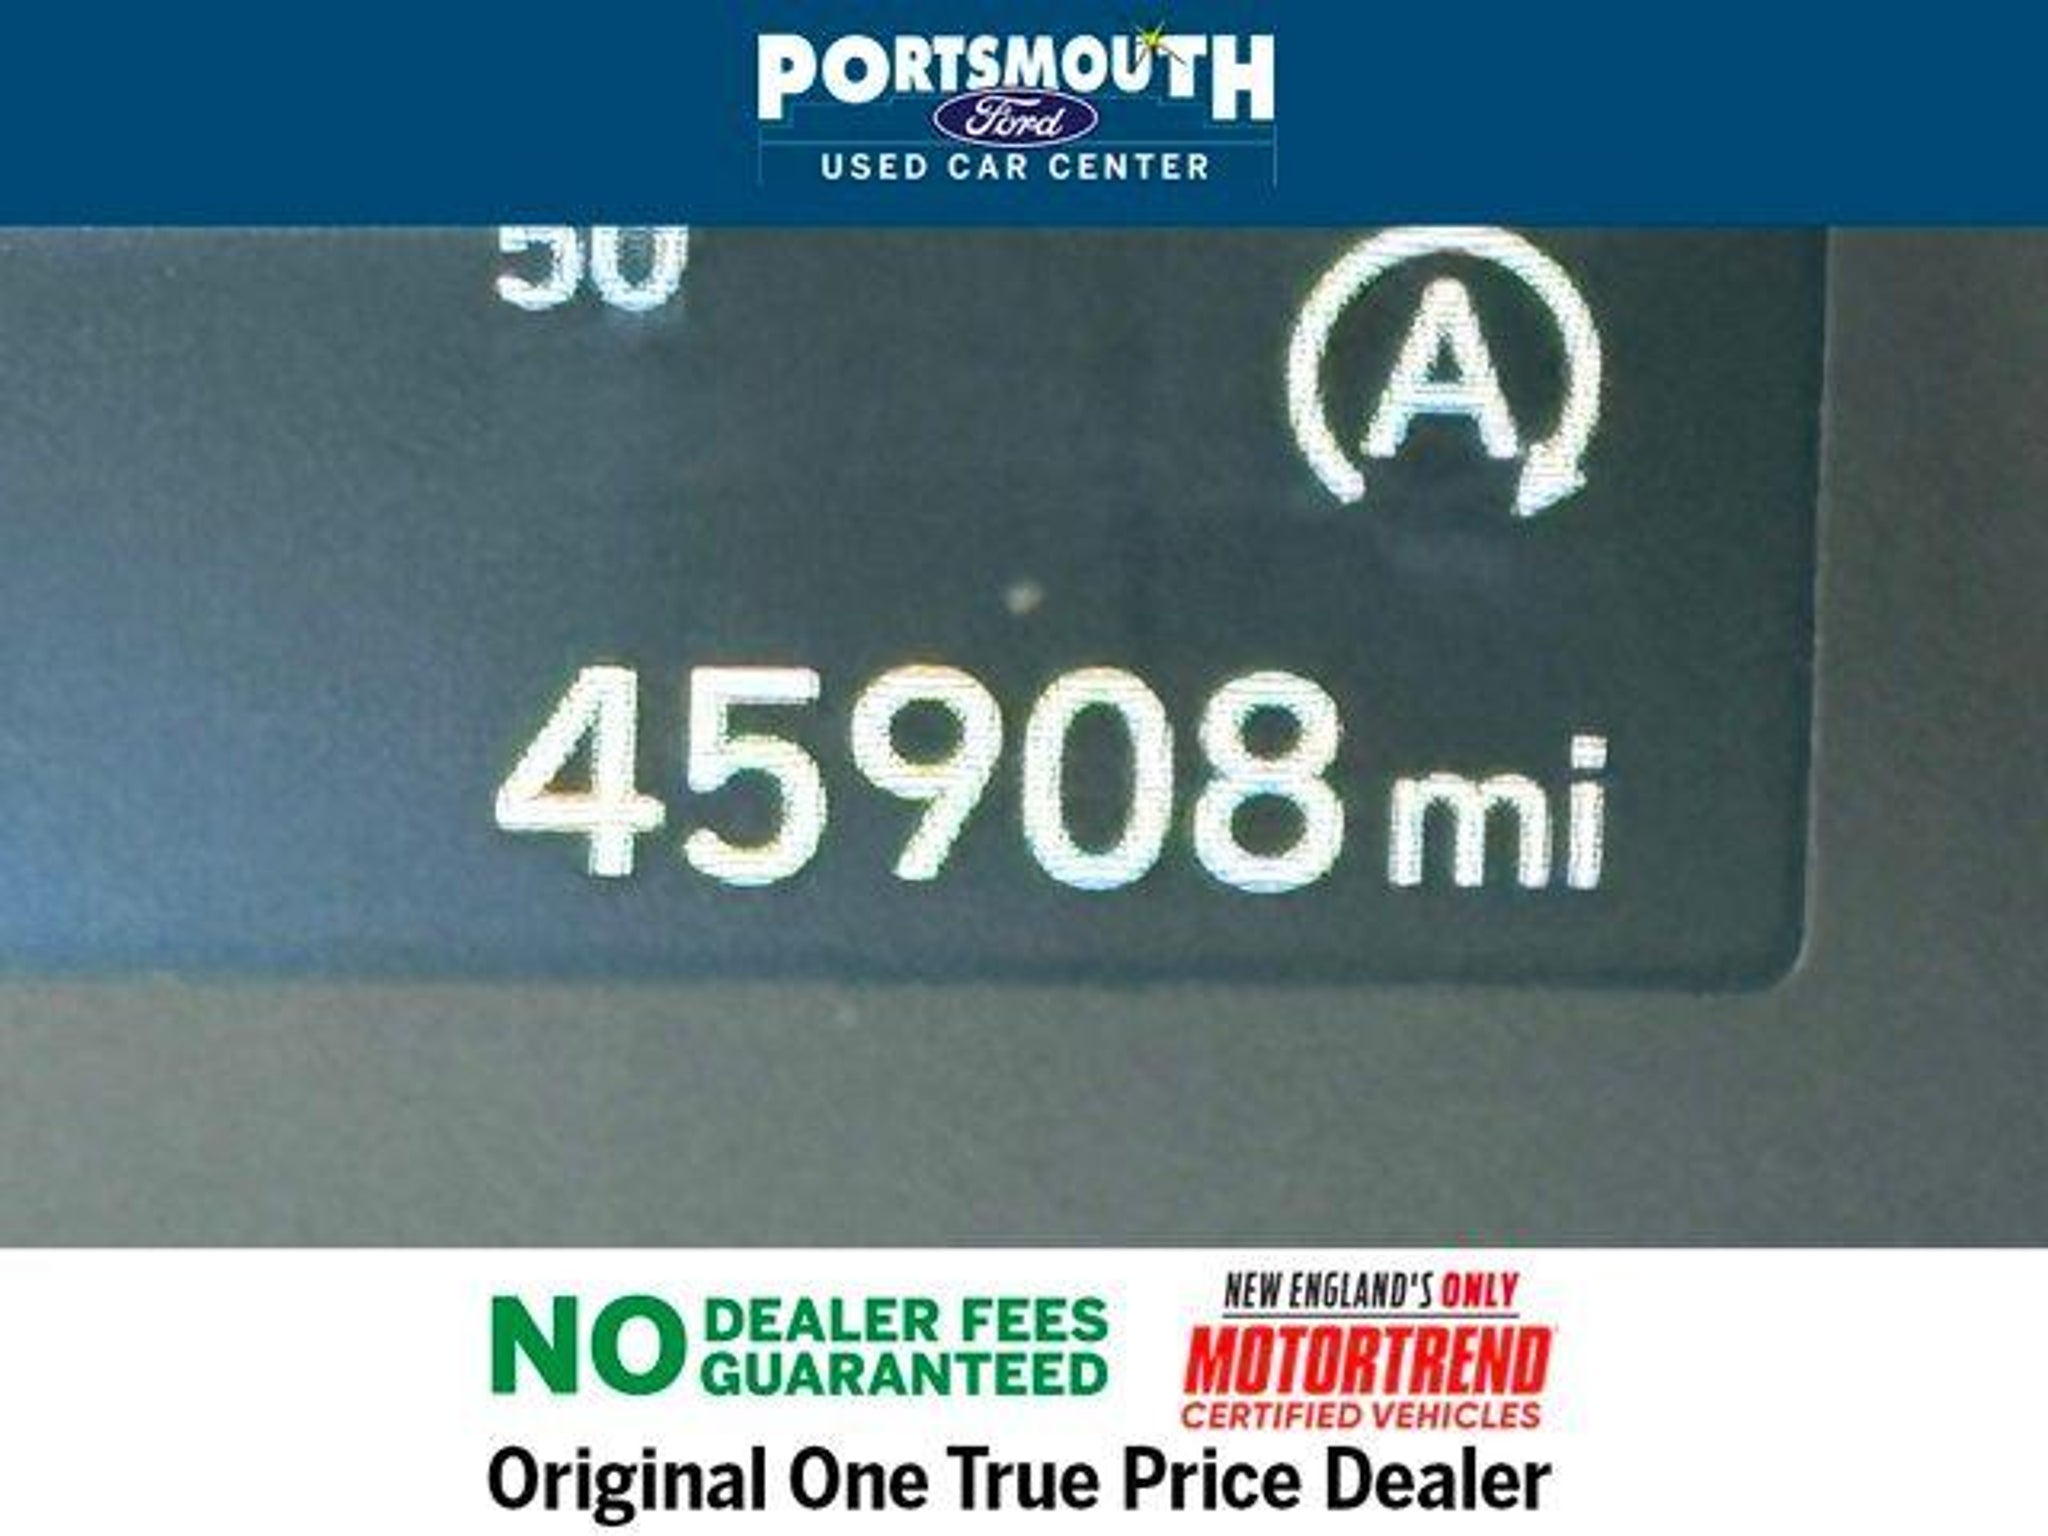 PORTSMOUTH
Ford
USED CAR CENTER
50
A
45908 mi
NO DEALER FEES
GUARANTEED
NEW ENGLAND'S ONLY
MOTORTREND
CERTIFIED VEHICLES
Original One True Price Dealer